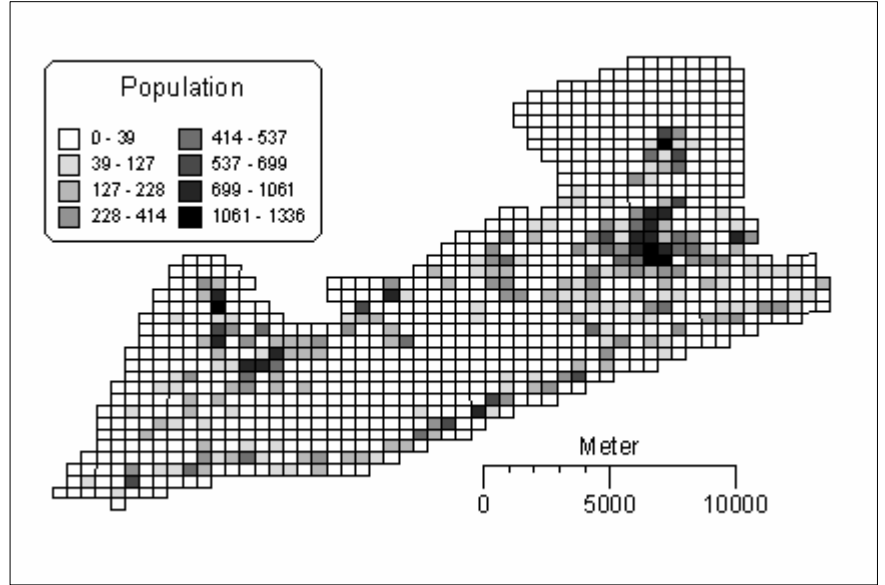 Population
0 - 39
39 - 127
127 - 228
228 - 414
414 - 537
537 - 699
699 - 1061
1061 - 1336
Meter
0 5000 10000